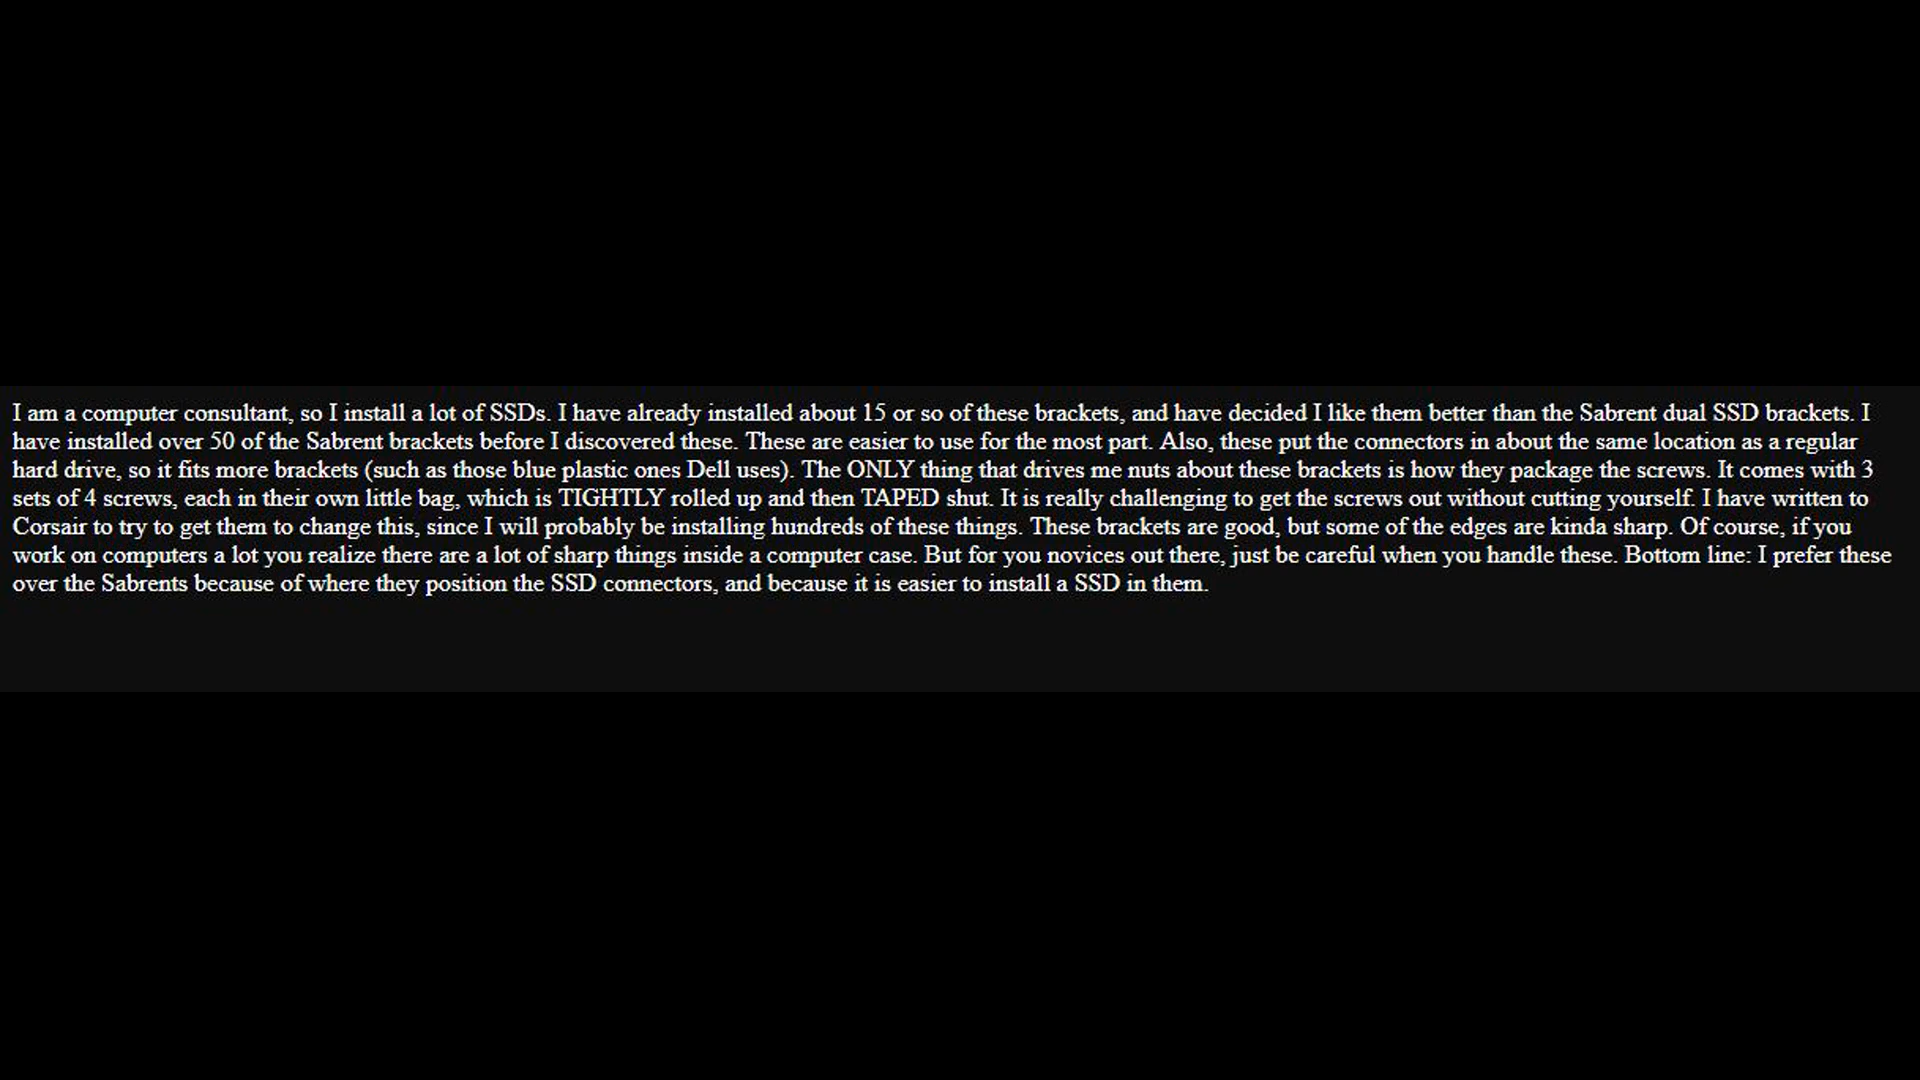 I am a computer consultant, so I install a lot of SSDs. I have already installed about 15 or so of these brackets, and have decided I like them better than the Sabrent dual SSD brackets. I
have installed over 50 of the Sabrent brackets before I discovered these. These are easier to use for the most part. Also, these put the connectors in about the same location as a regular
hard drive, so it fits more brackets (such as those blue plastic ones Dell uses). The ONLY thing that drives me nuts about these brackets is how they package the screws. It comes with 3
sets of 4 screws, each in their own little bag, which is TIGHTLY rolled up and then TAPED shut. It is really challenging to get the screws out without cutting yourself. I have written to
Corsair to try to get them to change this, since I will probably be installing hundreds of these things. These brackets are good, but some of the edges are kinda sharp. Of course, if you
work on computers a lot you realize there are a lot of sharp things inside a computer case. But for you novices out there, just be careful when you handle these. Bottom line: I prefer these
over the Sabrents because of where they position the SSD connectors, and because it is easier to install a SSD in them.